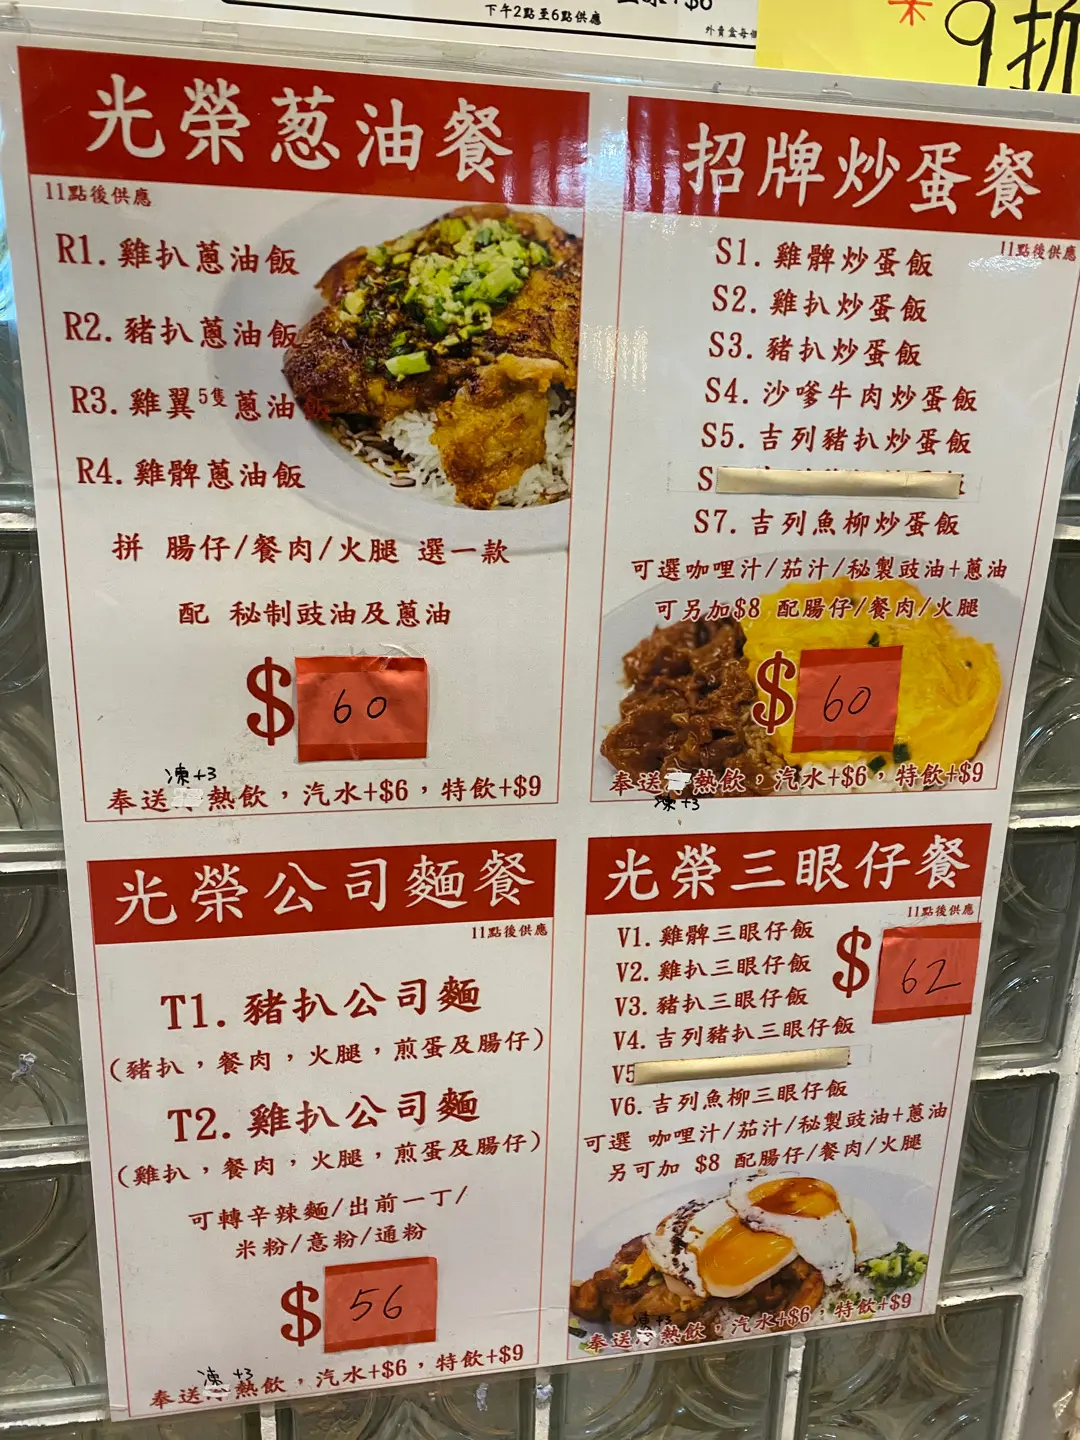 下午2點至6點供應
9折
光榮葱油餐
11點後供應
R1. 雞扒蔥油飯
R2. 豬扒蔥油飯
R3. 雞翼5隻蔥油飯
R4. 雞髀蔥油飯
拼 腸仔/餐肉/火腿 選一款
配 秘制豉油及蔥油
$60
凍+3
奉送熱飲，汽水+$6，特飲+$9
招牌炒蛋餐
11點後供應
S1. 雞髀炒蛋飯
S2. 雞扒炒蛋飯
S3. 豬扒炒蛋飯
S4. 沙嗲牛肉炒蛋飯
S5. 吉列豬扒炒蛋飯
S
S7. 吉列魚柳炒蛋飯
可選咖哩汁/茄汁/秘製豉油+蔥油
可另加$8 配腸仔/餐肉/火腿
$60
奉送熱飲，汽水+$6，特飲+$9
凍+3
光榮公司麵餐
11點後供應
T1. 豬扒公司麵
(豬扒，餐肉，火腿，煎蛋及腸仔)
T2. 雞扒公司麵
(雞扒，餐肉，火腿，煎蛋及腸仔)
可轉辛辣麵/出前一丁/
米粉/意粉/通粉
$56
凍+3
奉送冷熱飲，汽水+$6，特飲+$9
光榮三眼仔餐
11點後供應
V1. 雞髀三眼仔飯
V2. 雞扒三眼仔飯
V3. 豬扒三眼仔飯
V4. 吉列豬扒三眼仔飯
V5
V6. 吉列魚柳三眼仔飯
$62
可選 咖哩汁/茄汁/秘製豉油+蔥油
另可加 $8 配腸仔/餐肉/火腿
凍+3
奉送冷熱飲，汽水+$6，特飲+$9